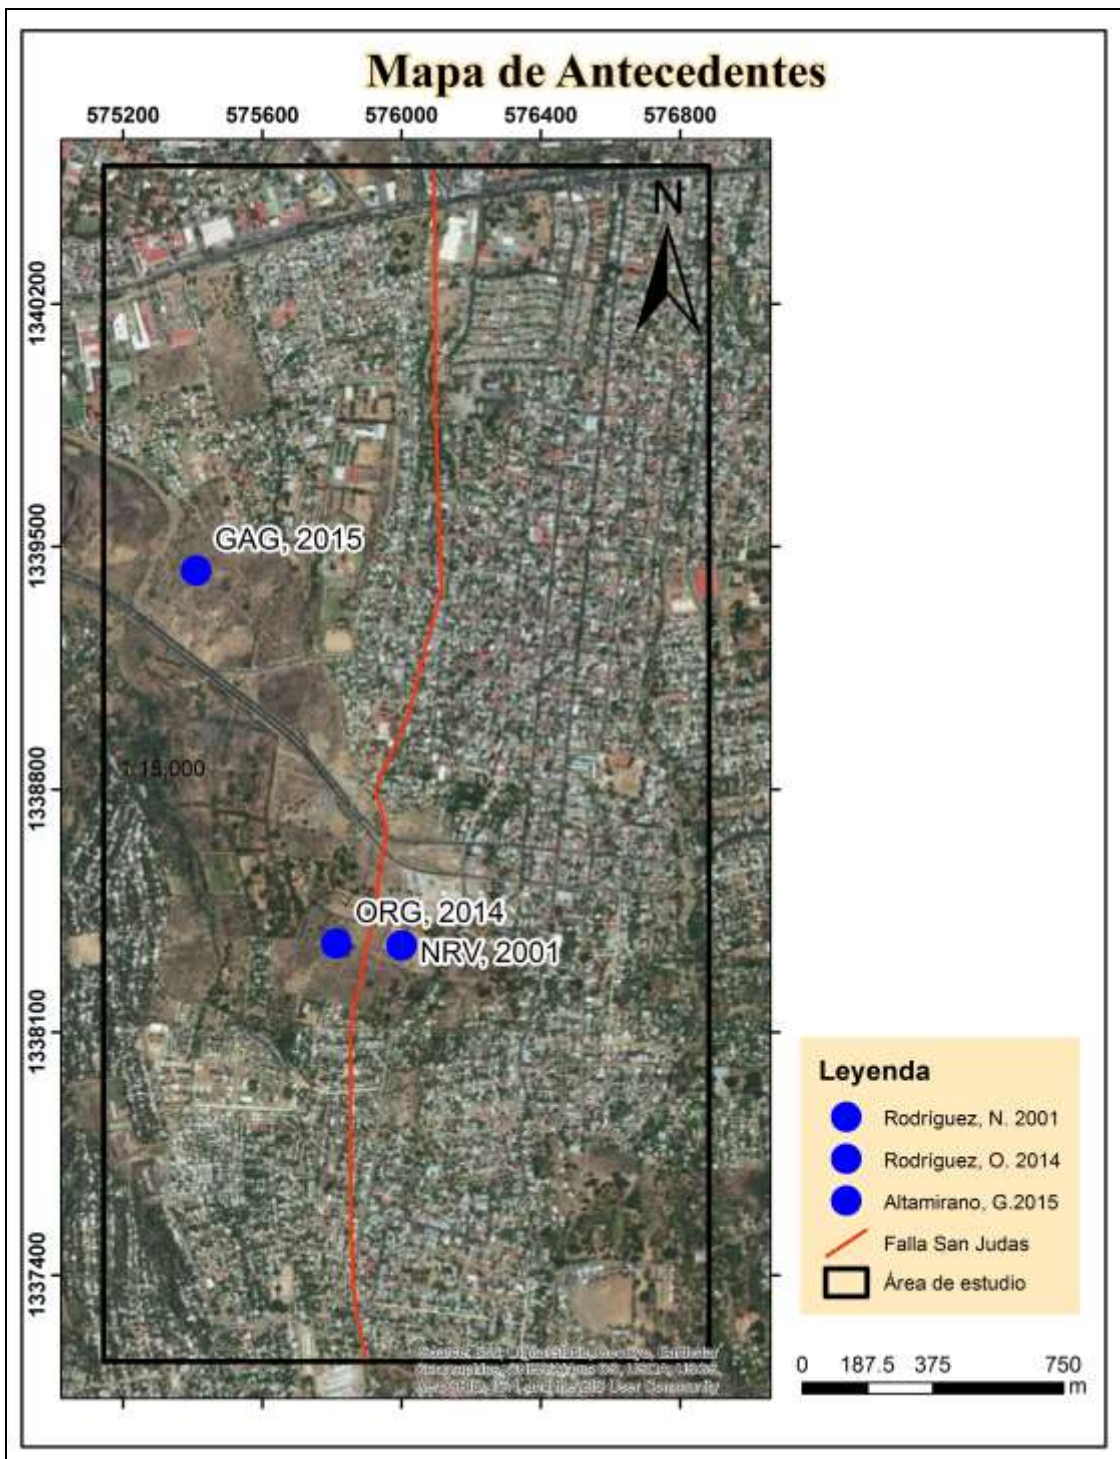 Mapa de Antecedentes
575200 575600 576000 576400 576800
N
1340200
1339500
GAG, 2015
1338800
1:15,000
ORG, 2014
NRV, 2001
1338100
1337400
Leyenda
Rodríguez, N. 2001
Rodríguez, O. 2014
Altamirano, G.2015
Falla San Judas
Área de estudio
0 187.5 375 750
m